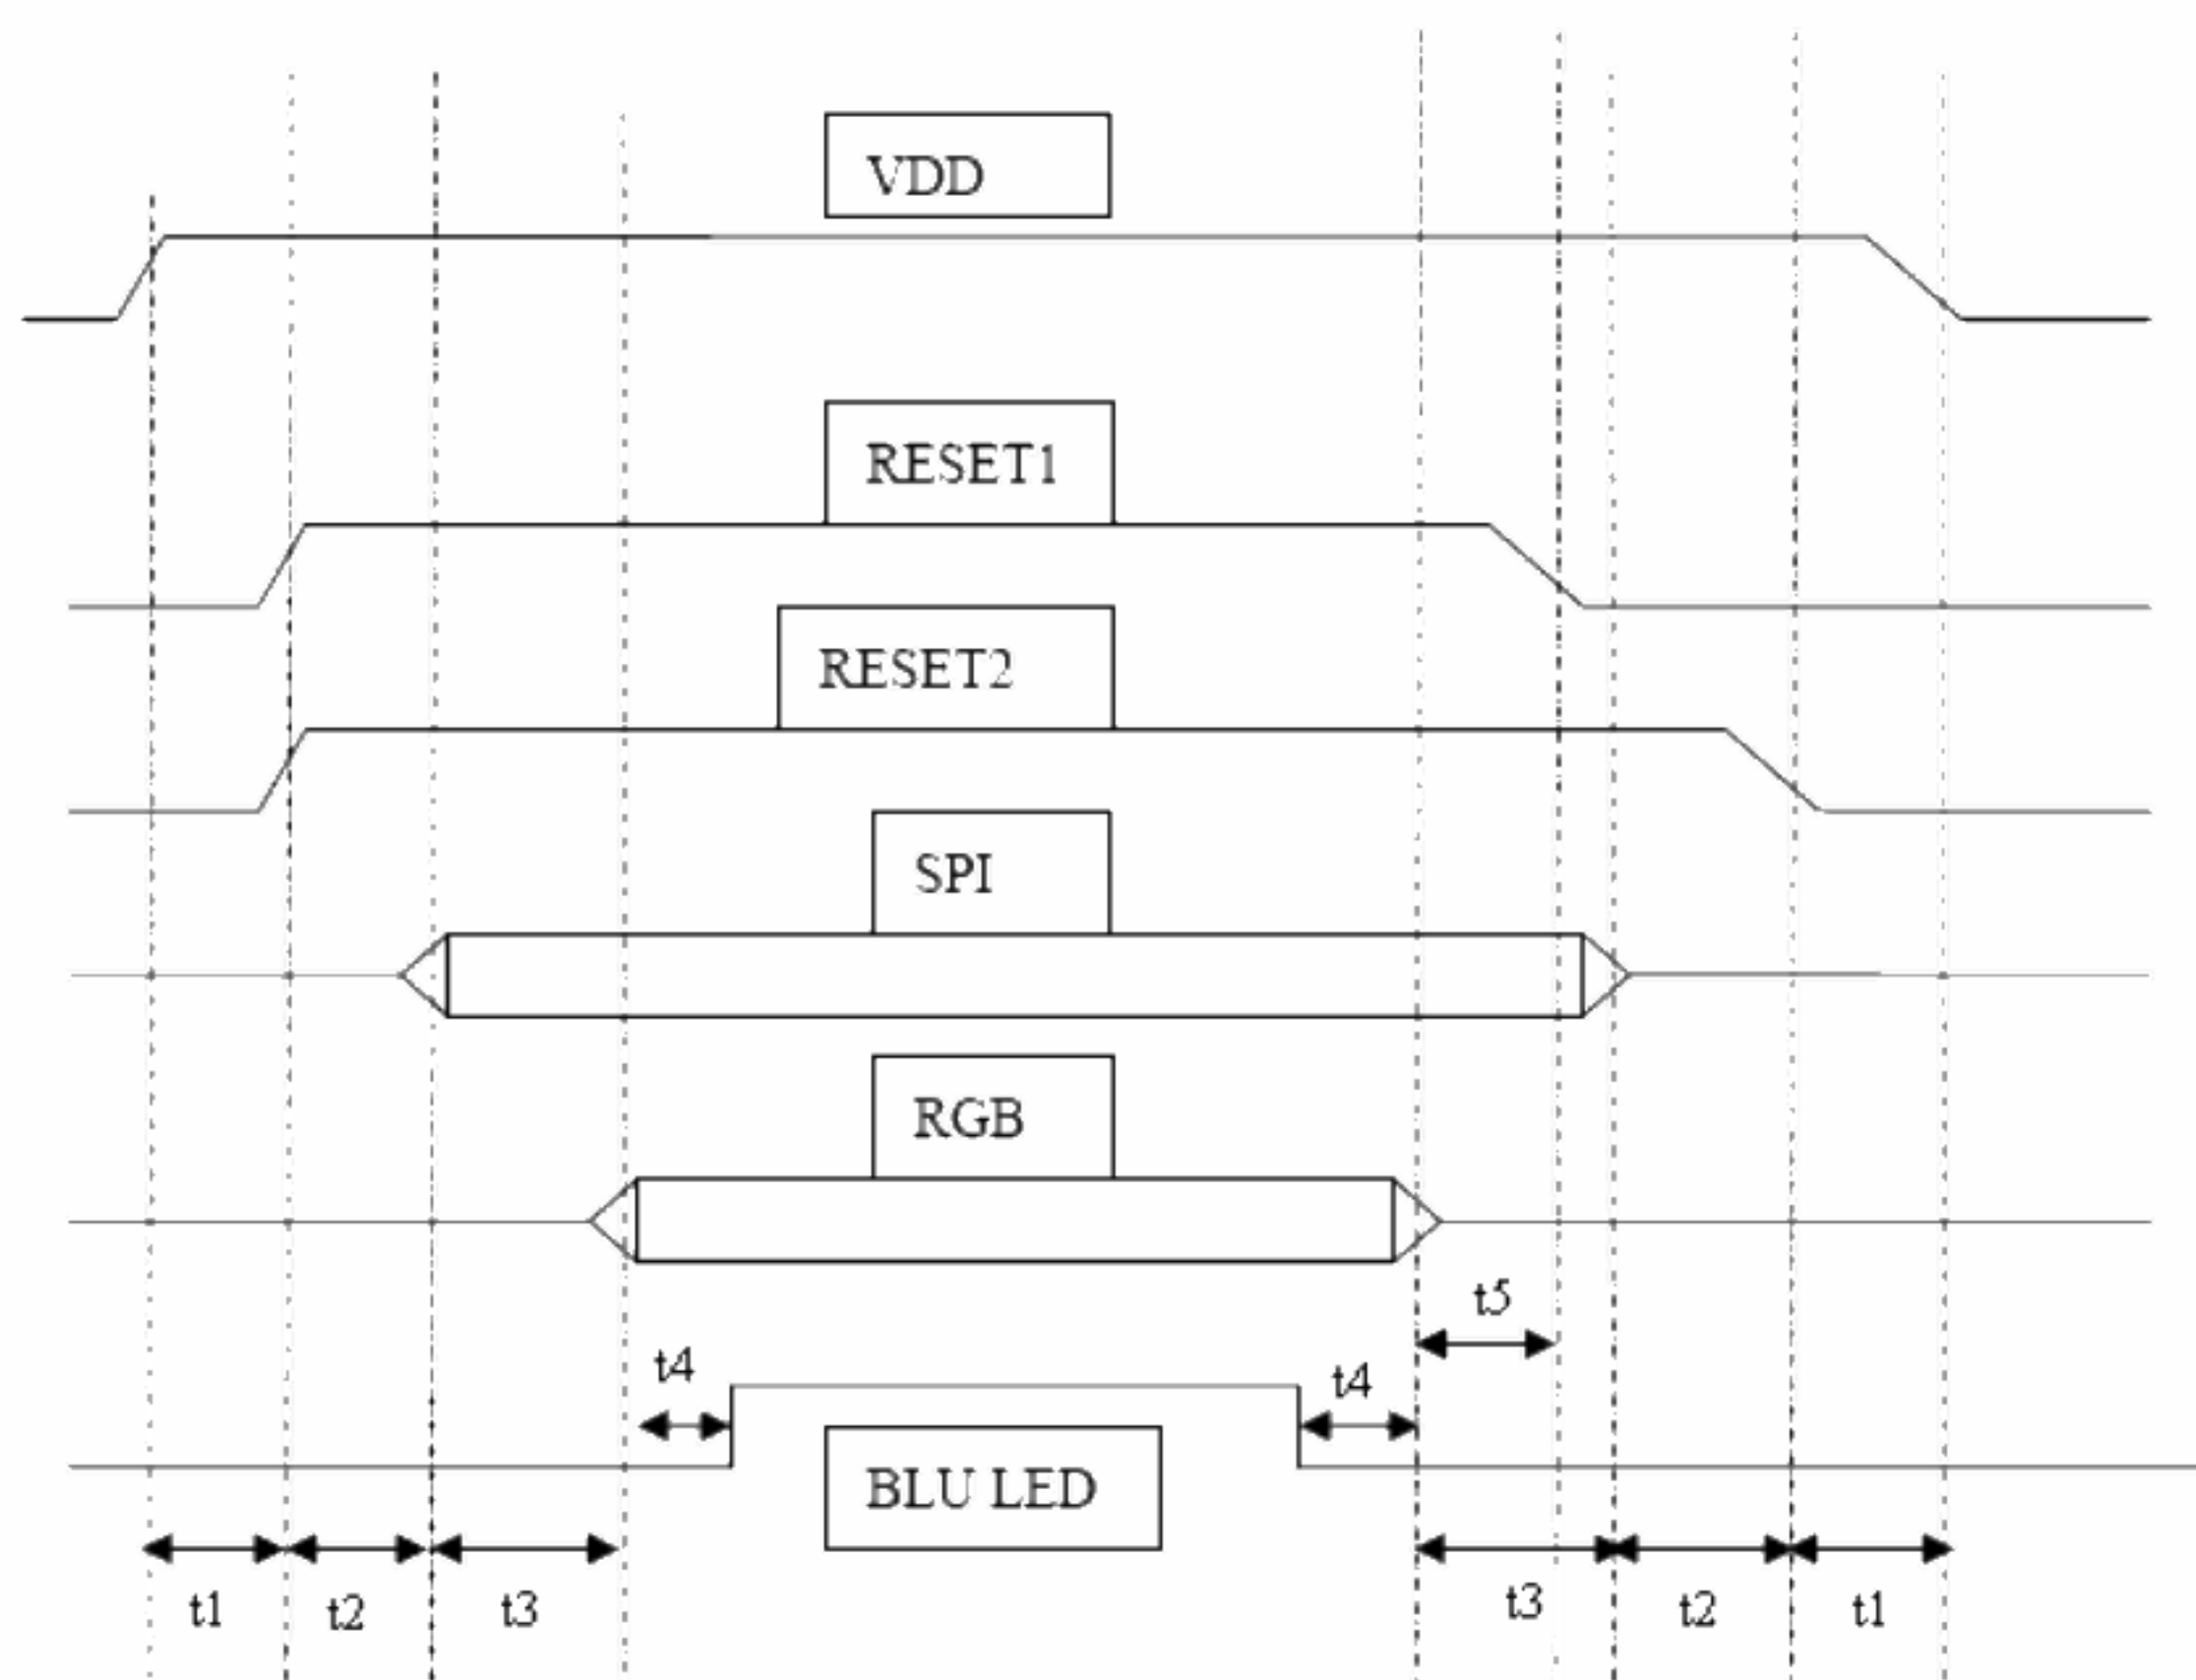 VDD
RESET1
RESET2
SPI
RGB
t5
t4
t4
BLU LED
t1
t2
t3
t3
t2
t1